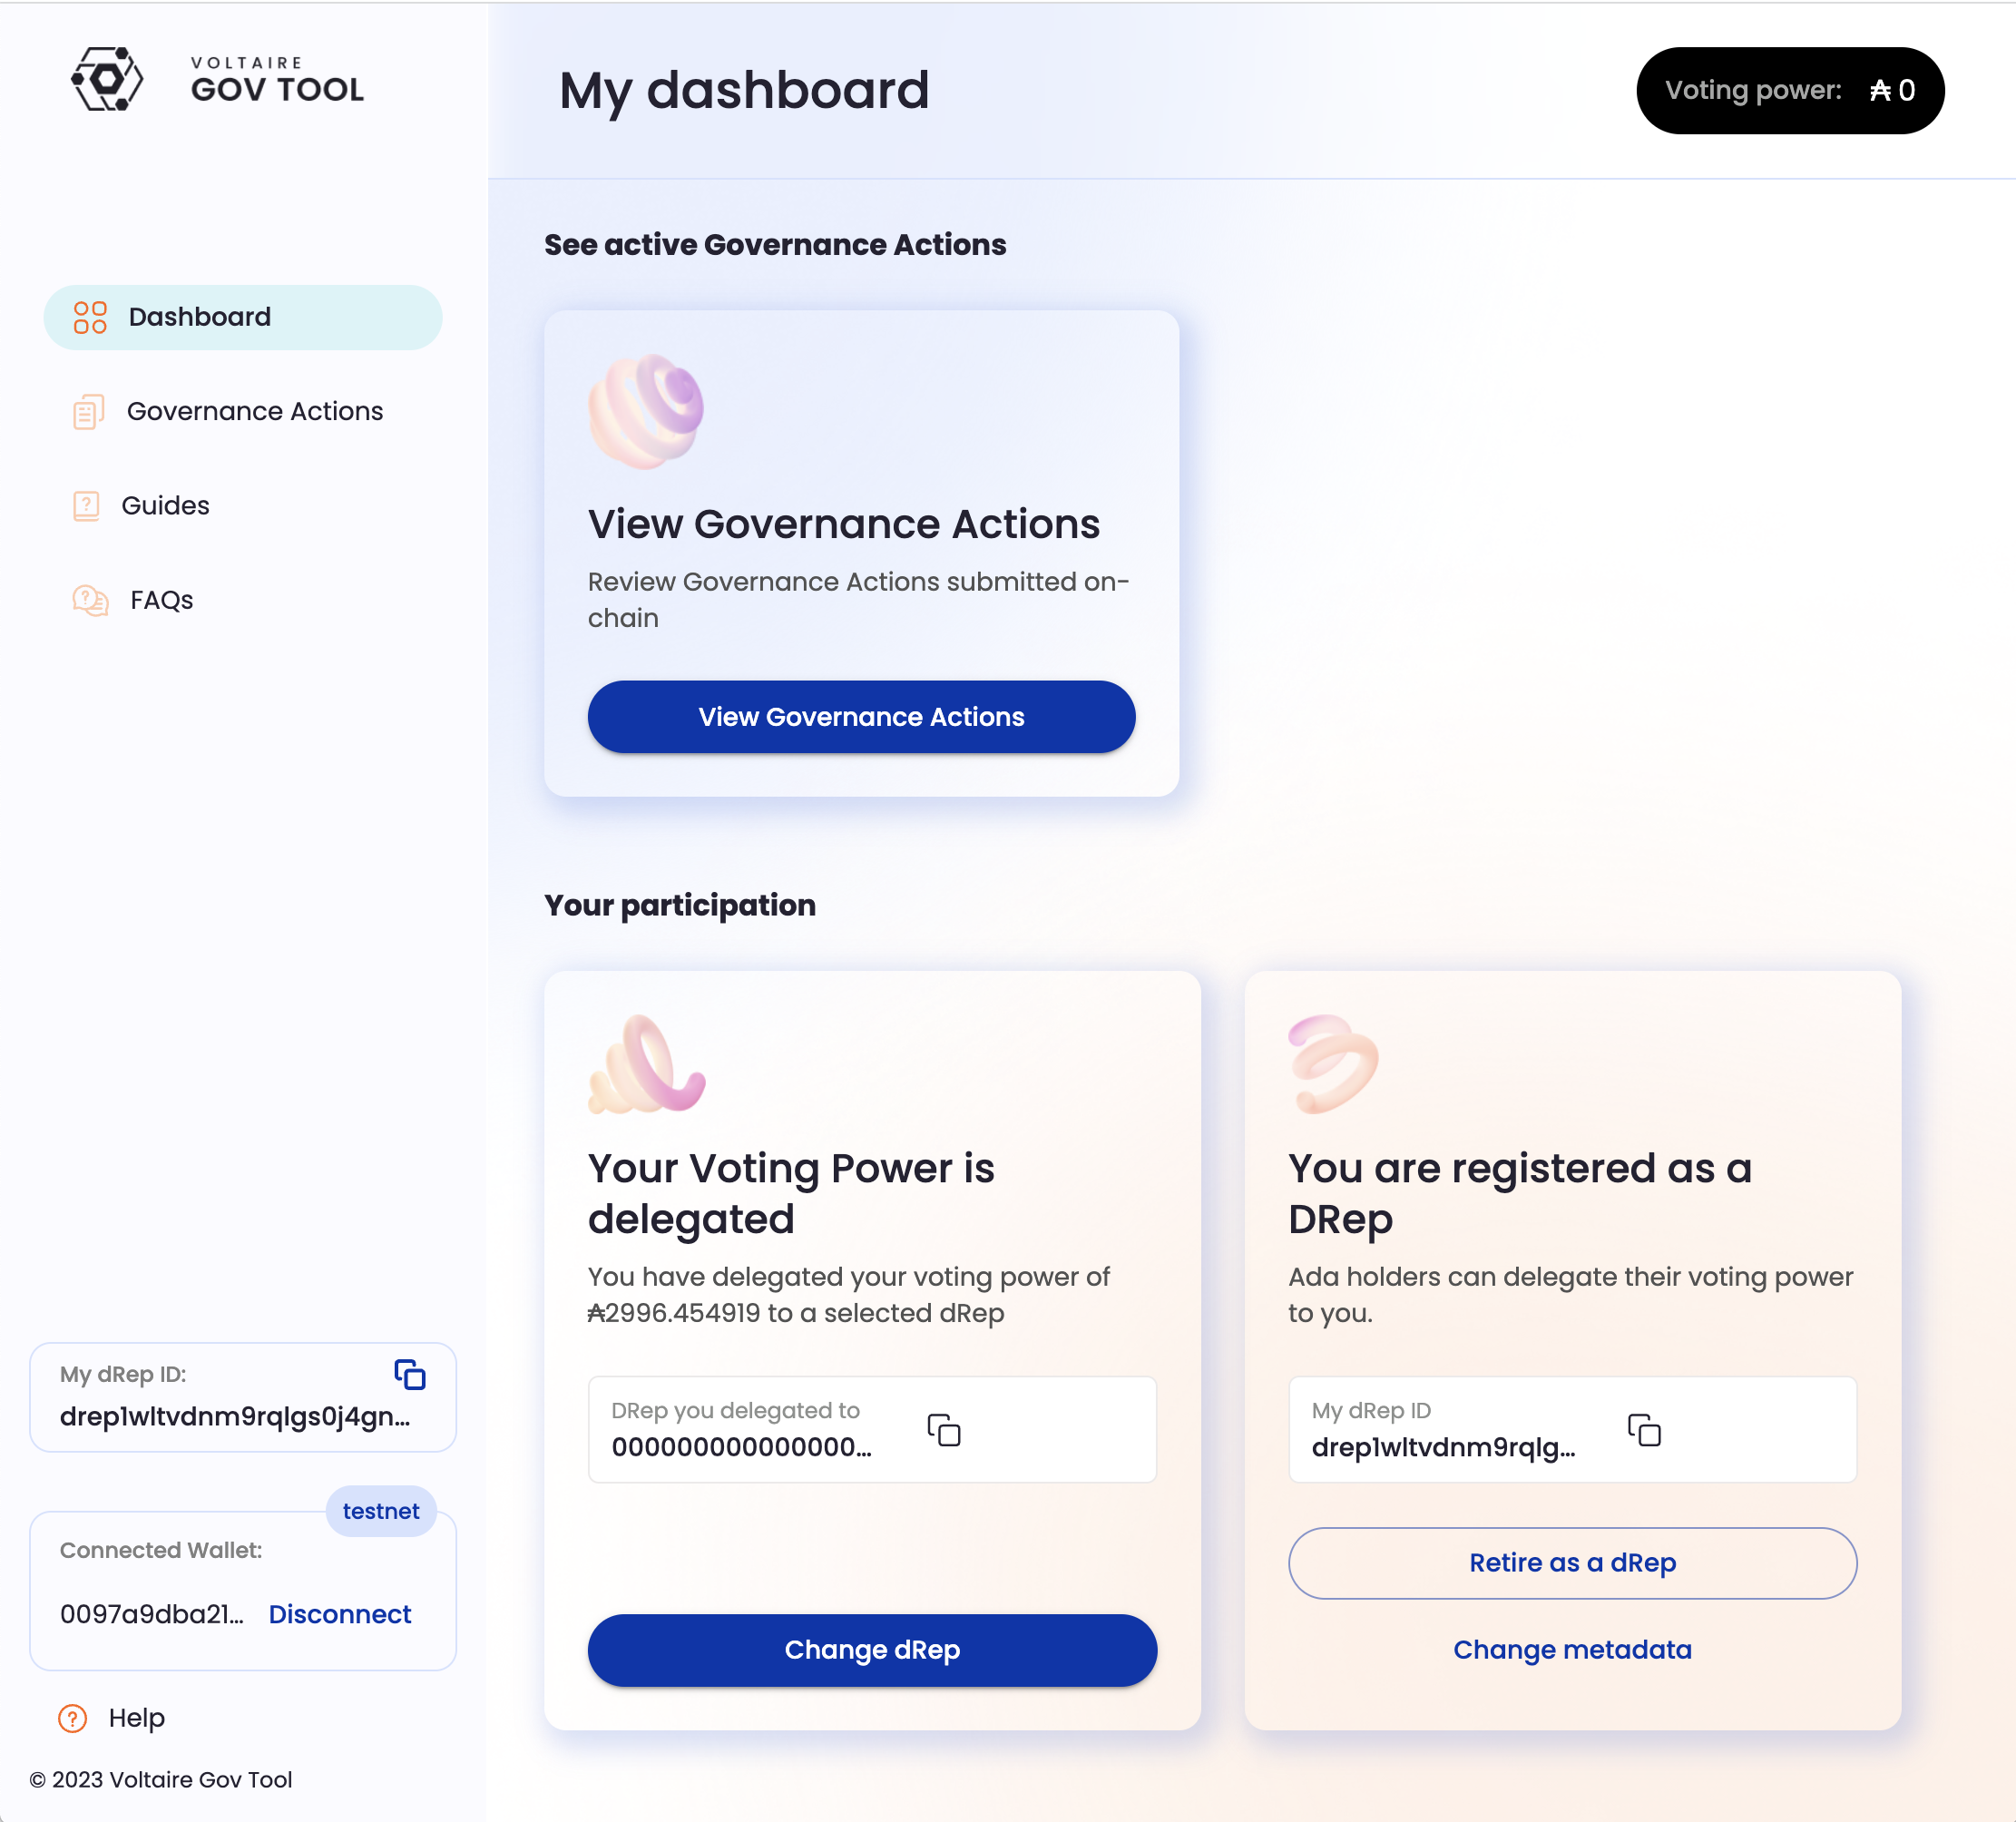 VOLTAIRE
GOV TOOL
My dashboard
Voting power: ₳ 0
Dashboard
Governance Actions
Guides
FAQs
See active Governance Actions
View Governance Actions
Review Governance Actions submitted on-
chain
View Governance Actions
Your participation
Your Voting Power is
delegated
You have delegated your voting power of
₳2996.454919 to a selected dRep
DRep you delegated to
000000000000000...
Change dRep
You are registered as a
DRep
Ada holders can delegate their voting power
to you.
My dRep ID
drep1wltvdnm9rqlg...
Retire as a dRep
Change metadata
My dRep ID:
drep1wltvdnm9rqlgs0j4gn...
testnet
Connected Wallet:
0097a9dba21... Disconnect
Help
© 2023 Voltaire Gov Tool